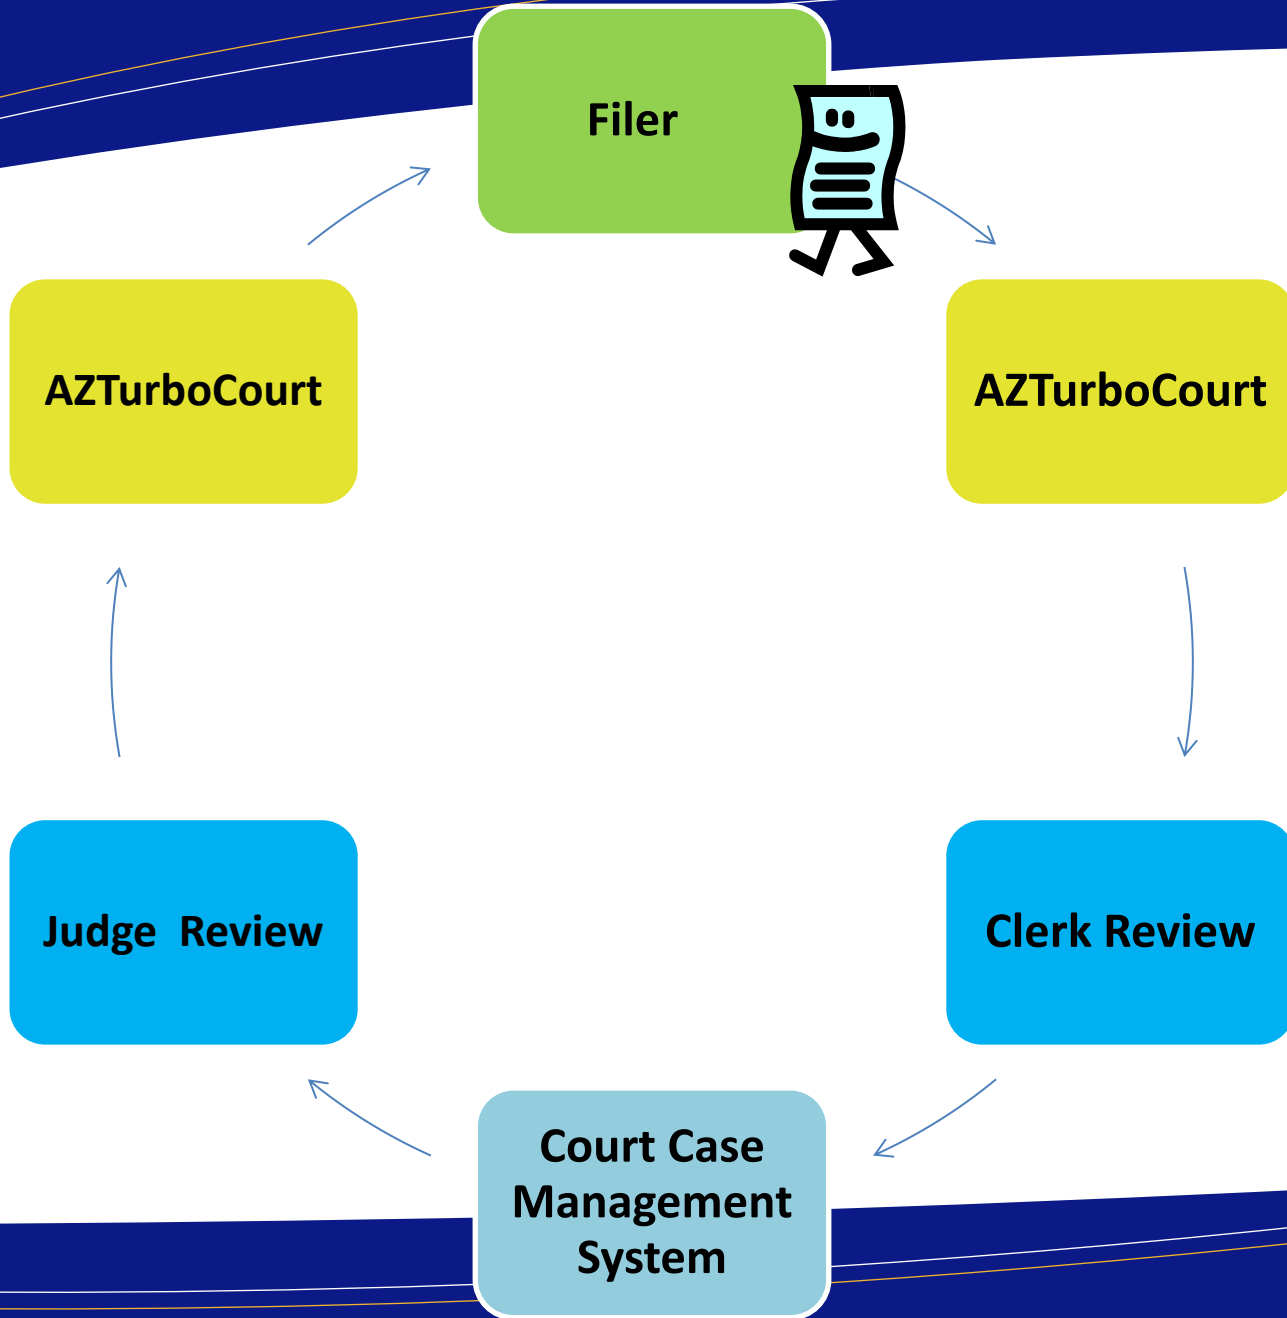 Filer
AZTurboCourt
AZTurboCourt
Judge  Review
Clerk Review
Court Case
Management
System